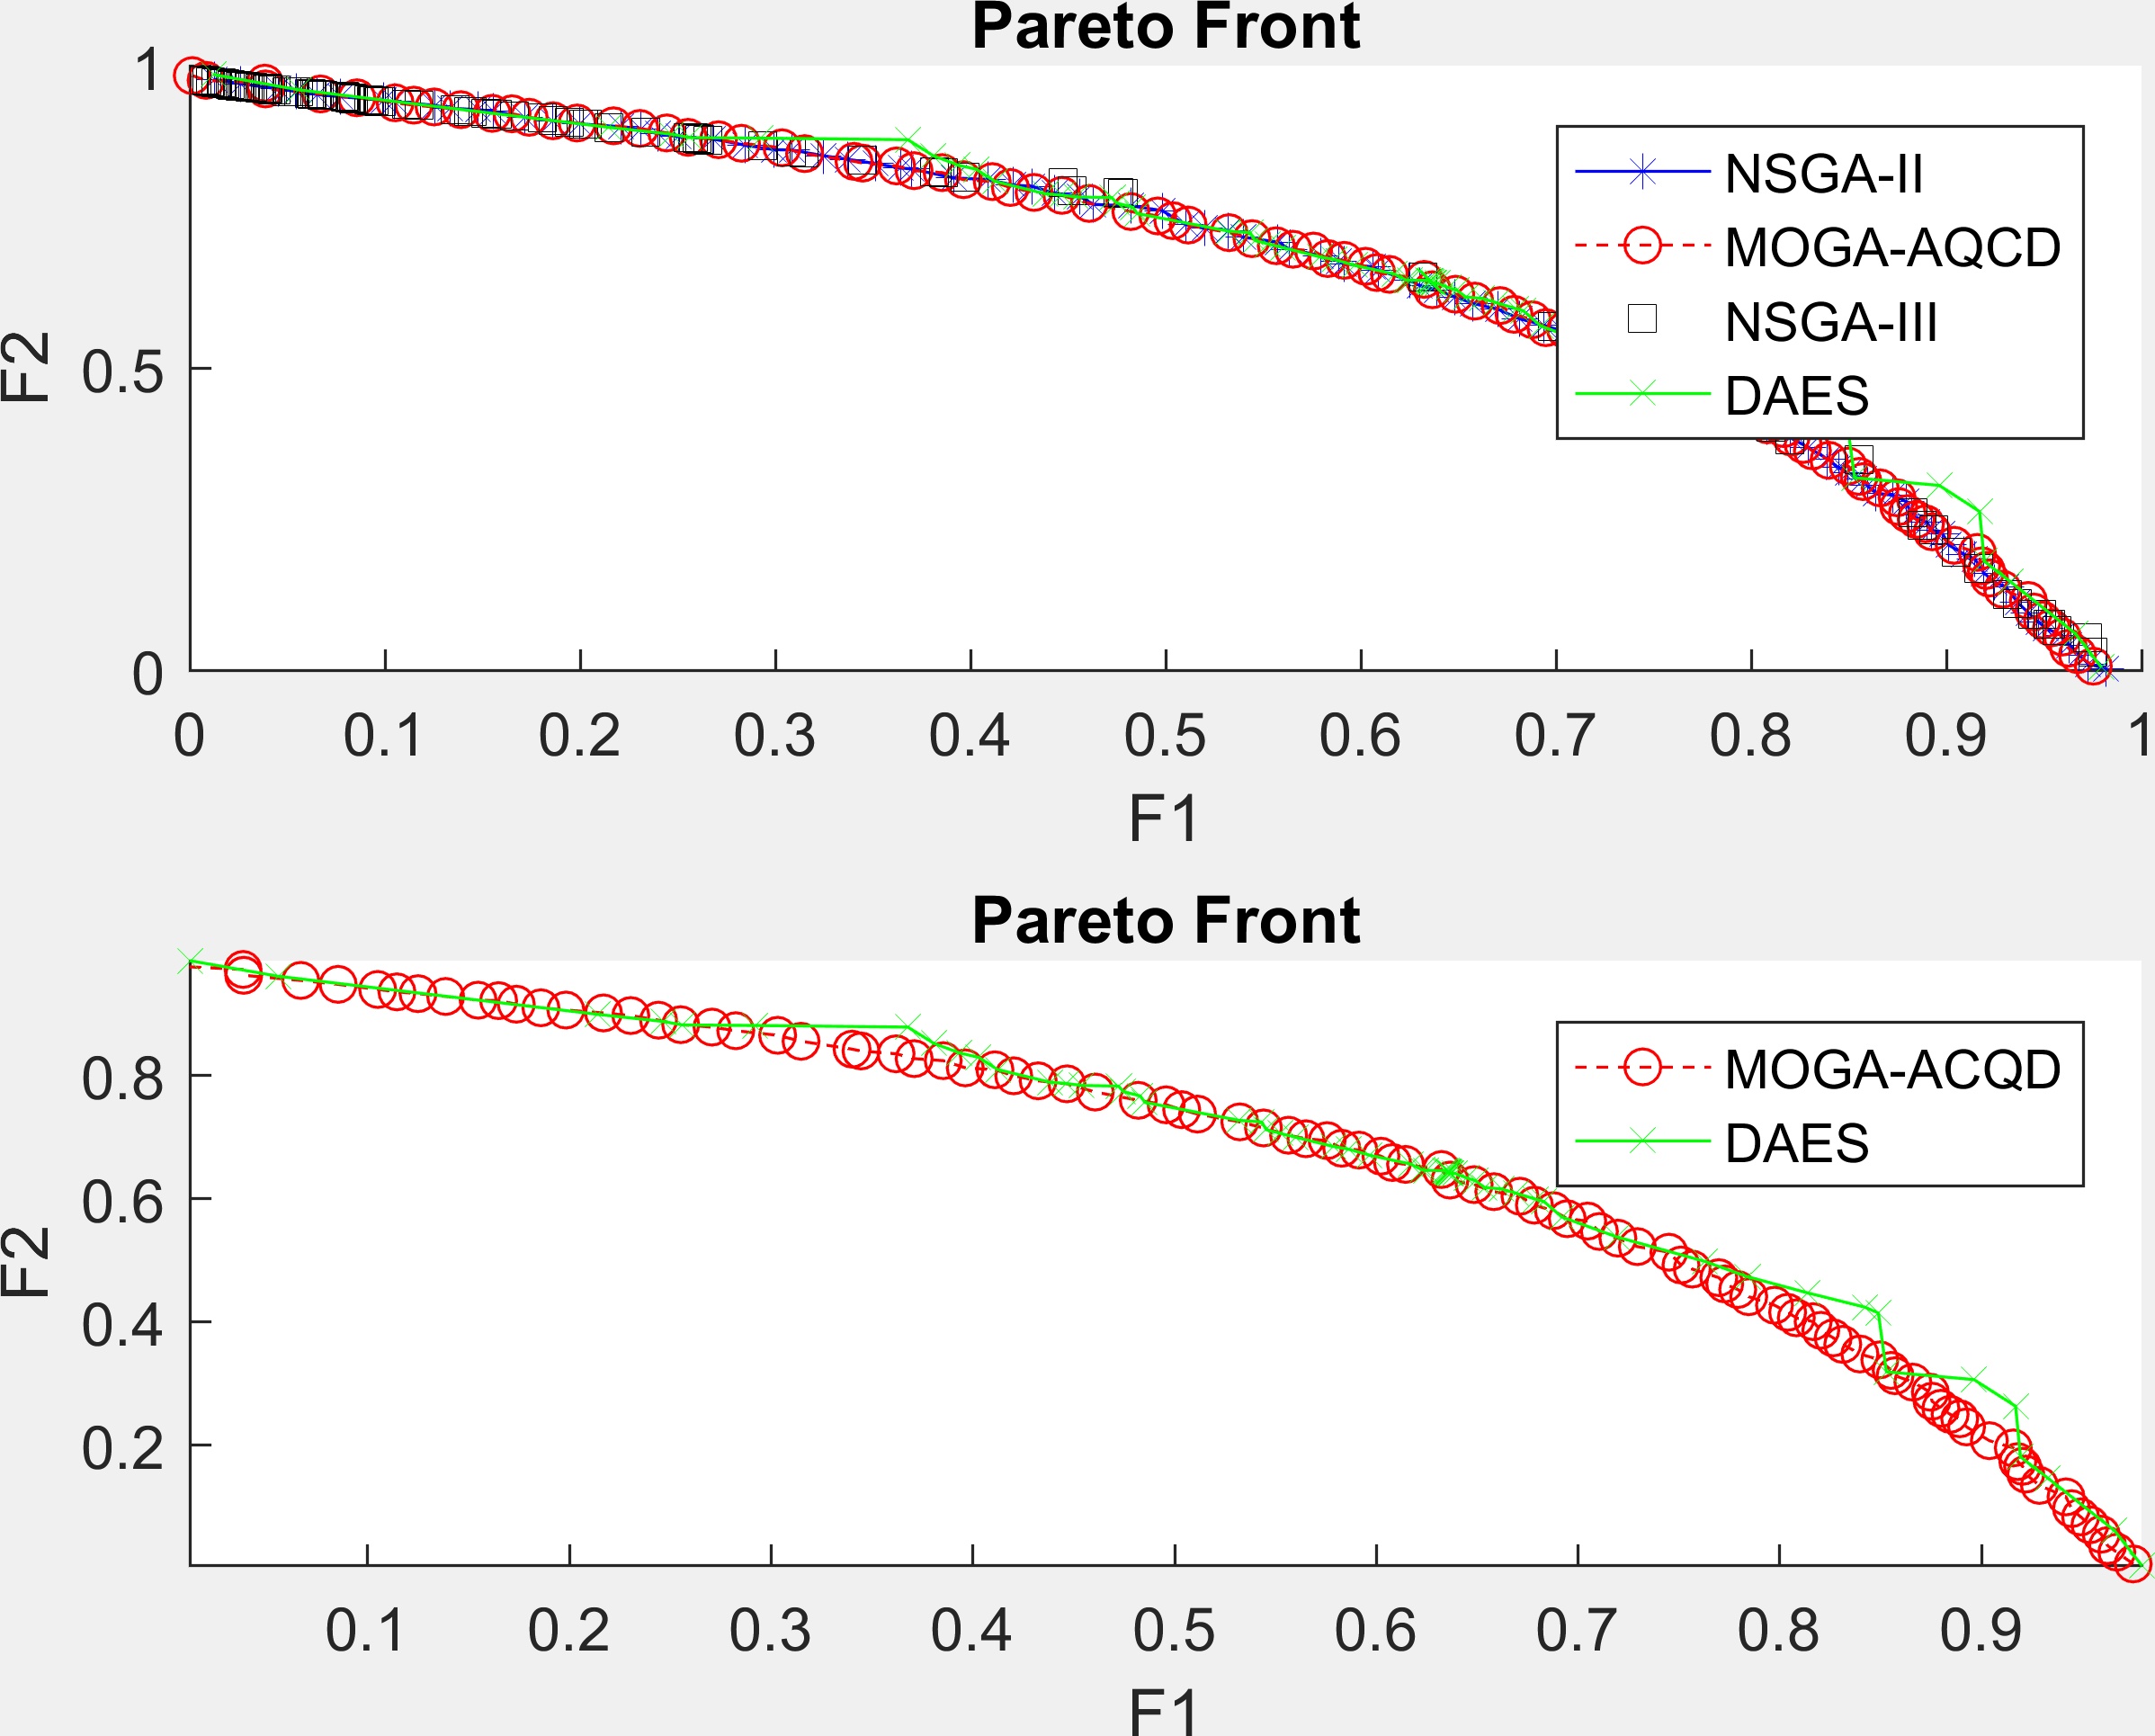 Pareto Front
1
0.5
0
F2
NSGA-II
MOGA-AQCD
NSGA-III
DAES
0 0.1 0.2 0.3 0.4 0.5 0.6 0.7 0.8 0.9 1
F1
Pareto Front
0.8
0.6
0.4
0.2
F2
MOGA-ACQD
DAES
0.1 0.2 0.3 0.4 0.5 0.6 0.7 0.8 0.9
F1